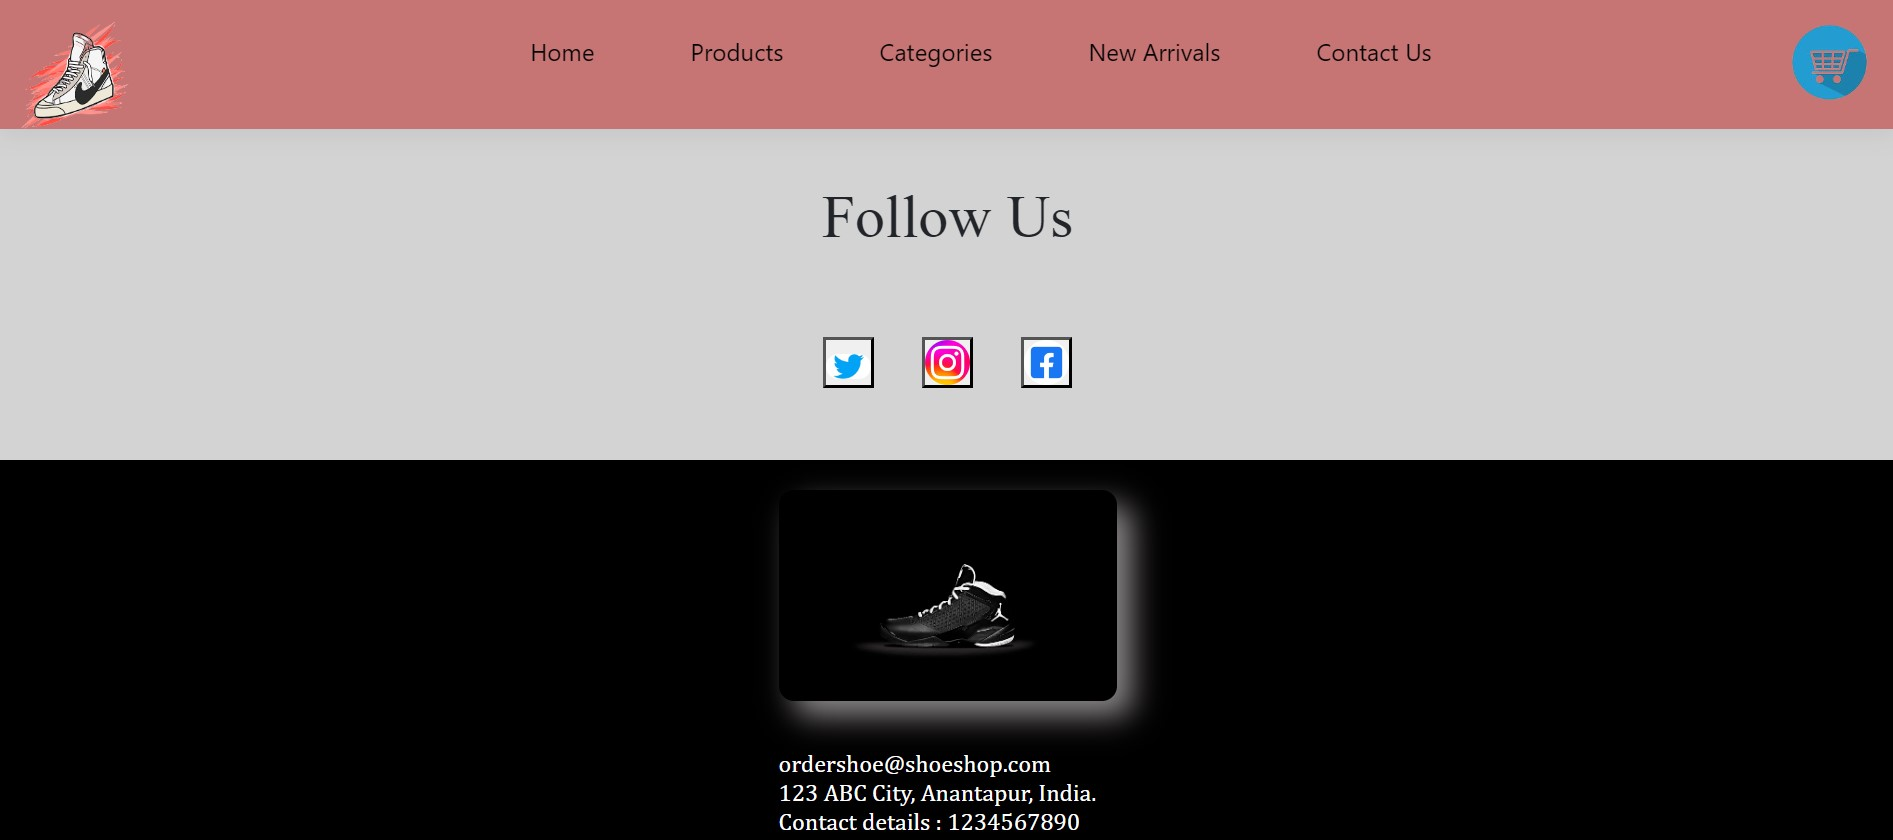 Home Products Categories New Arrivals Contact Us
Follow Us
ordershoe@shoeshop.com
123 ABC City, Anantapur, India.
Contact details : 1234567890